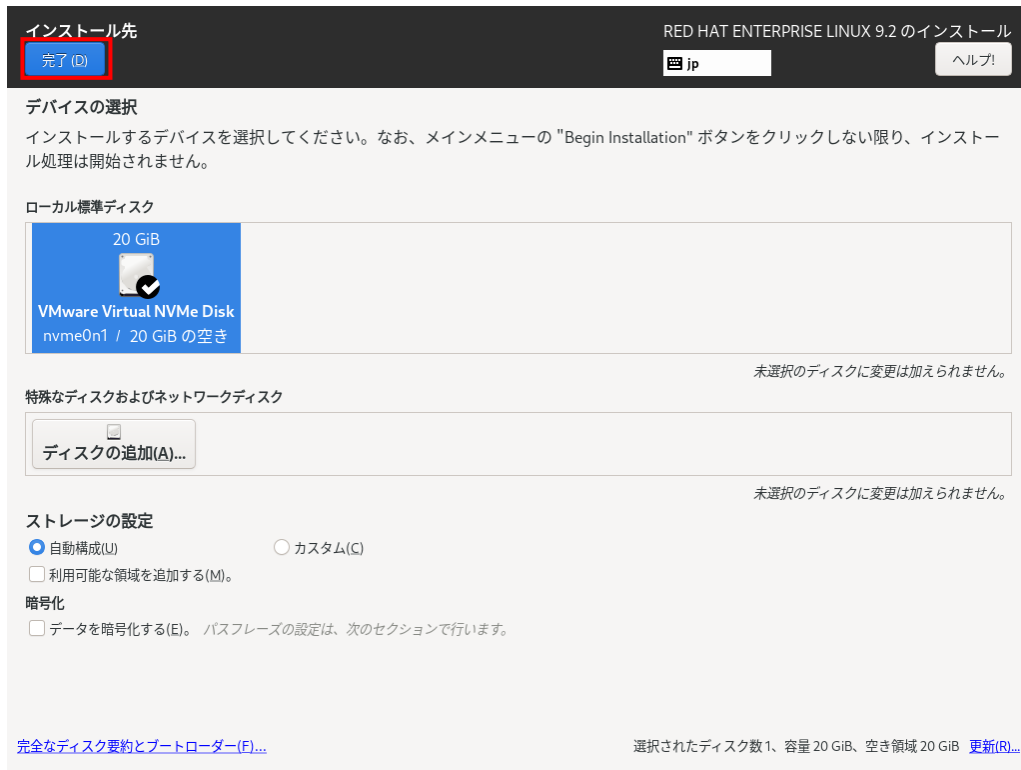 インストール先
RED HAT ENTERPRISE LINUX 9.2 のインストール
完了 (D)
jp
ヘルプ!
デバイスの選択
インストールするデバイスを選択してください。なお、メインメニューの "Begin Installation" ボタンをクリックしない限り、インストー
ル処理は開始されません。
ローカル標準ディスク
20 GiB
VMware Virtual NVMe Disk
nvme0n1 / 20 GiB の空き
未選択のディスクに変更は加えられません。
特殊なディスクおよびネットワークディスク
ディスクの追加(A)...
未選択のディスクに変更は加えられません。
ストレージの設定
自動構成(U) カスタム(C)
利用可能な領域を追加する(M)。
暗号化
データを暗号化する(E)。 パスフレーズの設定は、次のセクションで行います。
完全なディスク要約とブートローダー(F)... 選択されたディスク数 1、容量 20 GiB、空き領域 20 GiB 更新(R)...